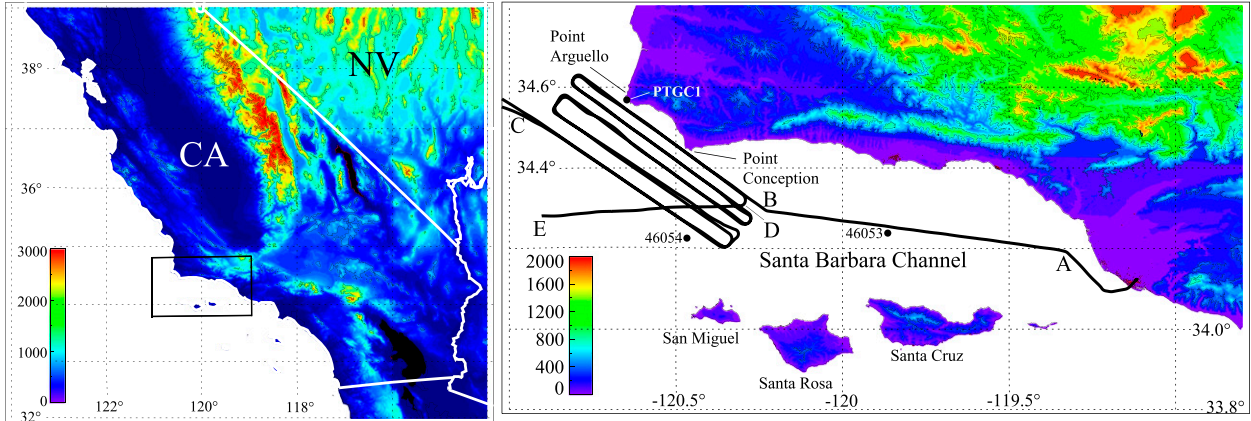 NV
38°
CA
36°
3000
2000
1000
0
122°
120°
118°
32°
Point
Arguello
34.6°
PTGC1
C
34.4°
Point
Conception
B
E
D
46054
46053
Santa Barbara Channel
A
2000
1600
1200
800
400
0
San Miguel
Santa Rosa
Santa Cruz
34.0°
-120.5°
-120°
-119.5°
33.8°